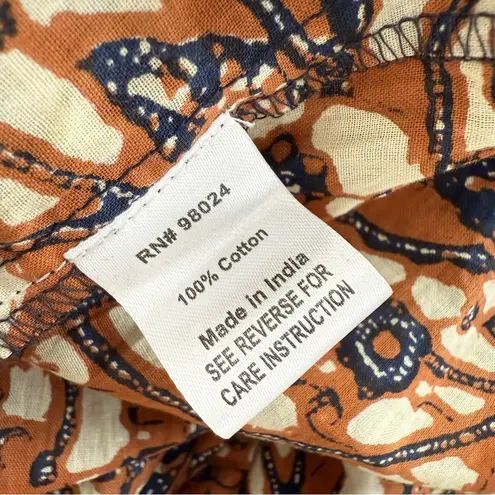 RN# 98024
100% Cotton
Made in India
SEE REVERSE FOR
CARE INSTRUCTION